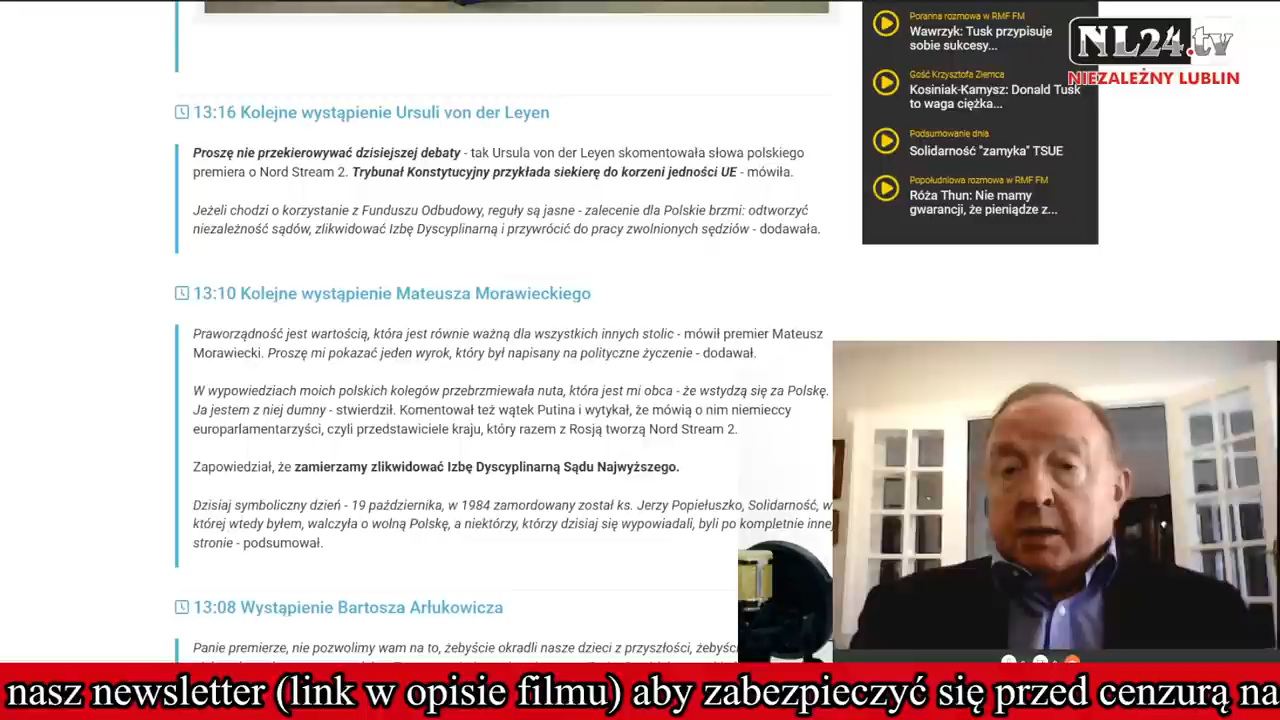 13:16 Kolejne wystąpienie Ursuli von der Leyen
Proszę nie przekierowywać dzisiejszej debaty - tak Ursula von der Leyen skomentowała słowa polskiego
premiera o Nord Stream 2. Trybunał Konstytucyjny przykłada siekierę do korzeni jedności UE - mówiła.
Jeżeli chodzi o korzystanie z Funduszu Odbudowy, reguły są jasne - zalecenie dla Polskie brzmi: odtworzyć
niezależność sądów, zlikwidować Izbę Dyscyplinarną i przywrócić do pracy zwolnionych sędziów - dodawała.
13:10 Kolejne wystąpienie Mateusza Morawieckiego
Praworządność jest wartością, która jest równie ważną dla wszystkich innych stolic - mówił premier Mateusz
Morawiecki. Proszę mi pokazać jeden wyrok, który był napisany na polityczne życzenie - dodawał.
W wypowiedziach moich polskich kolegów przebrzmiewała nuta, która jest mi obca - że wstydzą się za Polskę.
Ja jestem z niej dumny - stwierdził. Komentował też wątek Putina i wytykał, że mówią o nim niemieccy
europarlamentarzyści, czyli przedstawiciele kraju, który razem z Rosją tworzą Nord Stream 2.
Zapowiedział, że zamierzamy zlikwidować Izbę Dyscyplinarną Sądu Najwyższego.
Dzisiaj symboliczny dzień - 19 października, w 1984 zamordowany został ks. Jerzy Popiełuszko, Solidarność, w
której wtedy byłem, walczyła o wolną Polskę, a niektórzy, którzy dzisiaj się wypowiadali, byli po kompletnie innej
stronie - podsumował.
13:08 Wystąpienie Bartosza Arłukowicza
Panie premierze, nie pozwolimy wam na to, żebyście okradli nasze dzieci z przyszłości, żebyści
Poranna rozmowa w RMF FM
Wawrzyk: Tusk przypisuje
sobie sukcesy...
Gość Krzysztofa Ziemca
Kosiniak-Kamysz: Donald Tusk
to waga ciężka...
Podsumowanie dnia
Solidarność "zamyka" TSUE
Popołudniowa rozmowa w RMF FM
Róża Thun: Nie mamy
gwarancji, że pieniądze z...
NL24.tv
NIEZALEŻNY LUBLIN
nasz newsletter (link w opisie filmu) aby zabezpieczyć się przed cenzurą na